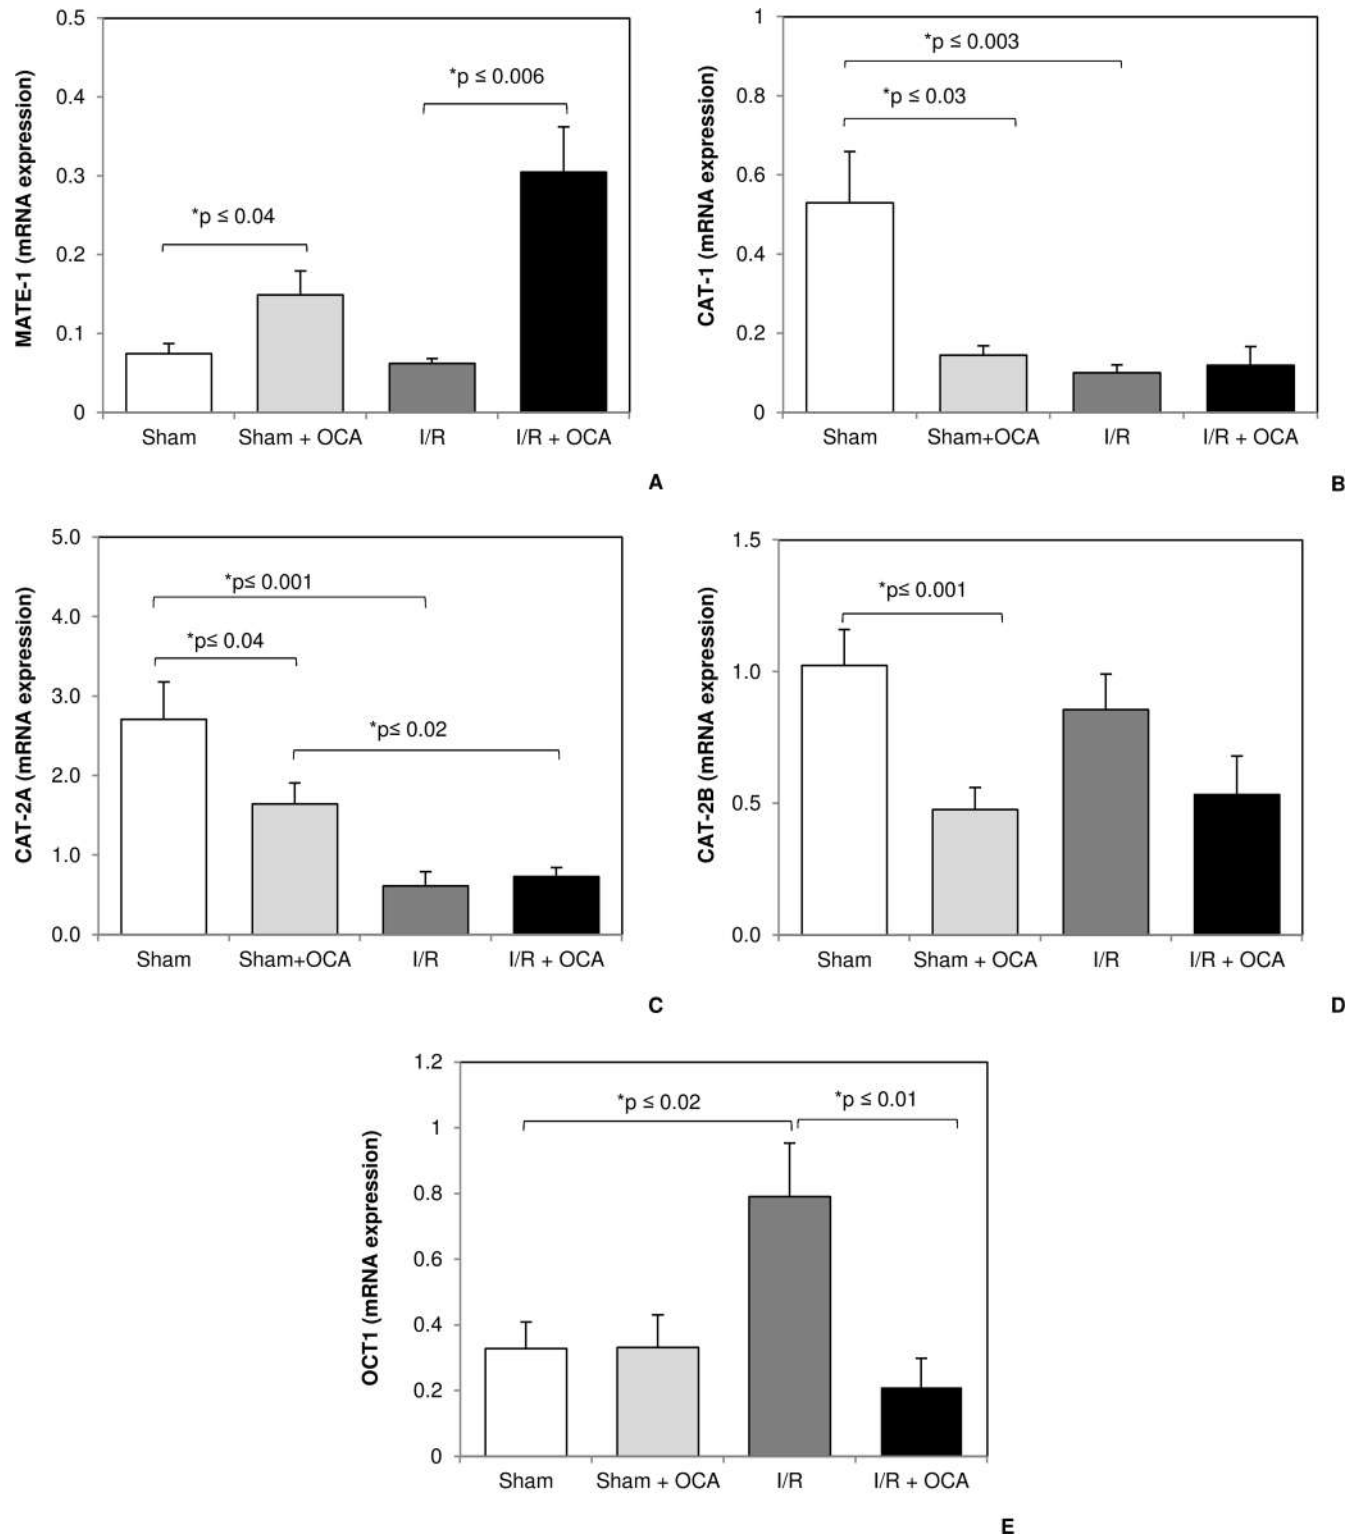 MATE-1 (mRNA expression)
0.5
0.4
0.3
0.2
0.1
0
*p ≤ 0.04
*p ≤ 0.006
Sham
Sham + OCA
I/R
I/R + OCA
A
CAT-1 (mRNA expression)
1
0.8
0.6
0.4
0.2
0
*p ≤ 0.003
*p ≤ 0.03
Sham
Sham+OCA
I/R
I/R + OCA
B
CAT-2A (mRNA expression)
5.0
4.0
3.0
2.0
1.0
0.0
*p≤ 0.001
*p≤ 0.04
*p≤ 0.02
Sham
Sham+OCA
I/R
I/R + OCA
C
CAT-2B (mRNA expression)
1.5
1.0
0.5
0.0
*p≤ 0.001
Sham
Sham + OCA
I/R
I/R + OCA
D
OCT1 (mRNA expression)
1.2
1
0.8
0.6
0.4
0.2
0
*p ≤ 0.02
*p ≤ 0.01
Sham
Sham + OCA
I/R
I/R + OCA
E